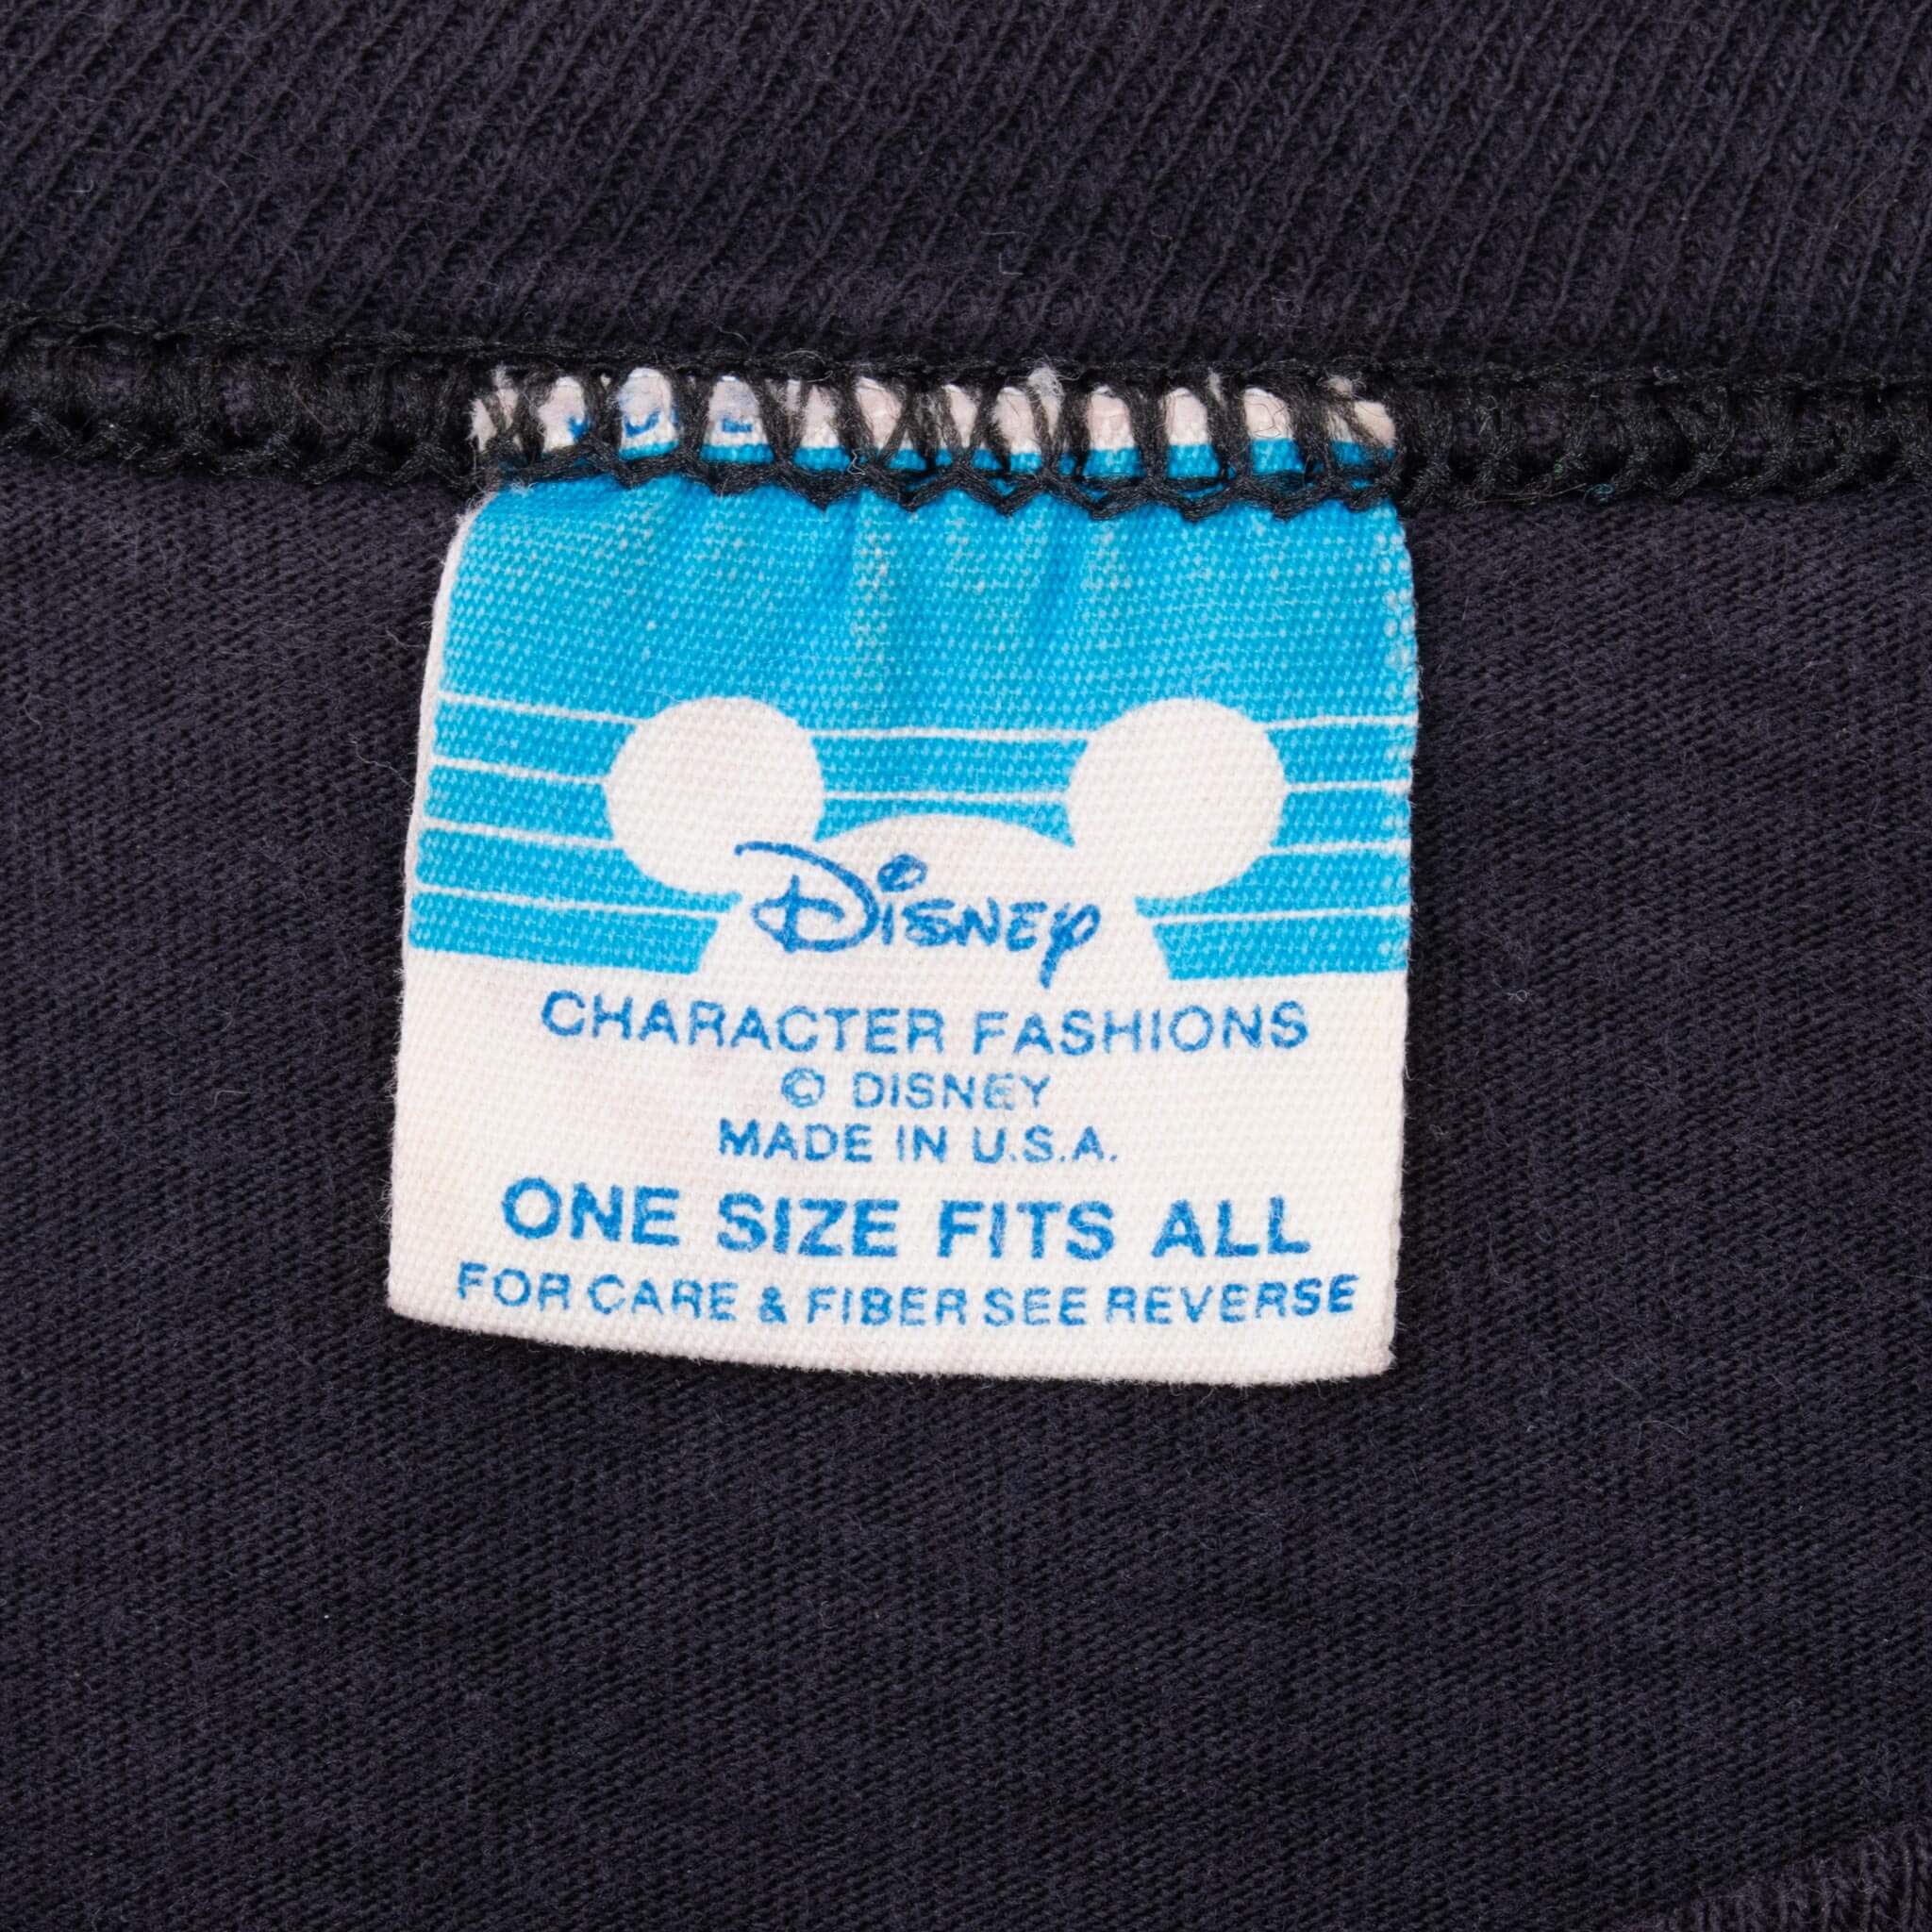 Disney
CHARACTER FASHIONS
© DISNEY
MADE IN U.S.A.
ONE SIZE FITS ALL
FOR CARE & FIBER SEE REVERSE